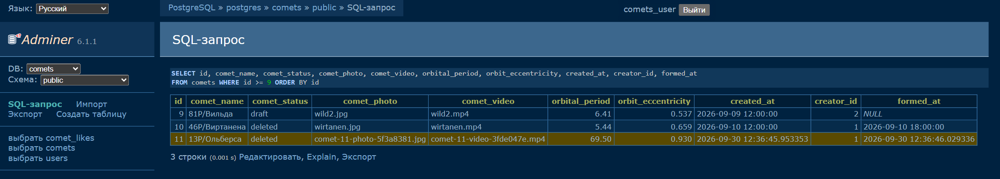 Язык: Русский
PostgreSQL » postgres » comets » public » SQL-запрос
comets_user Выйти
Adminer 6.1.1
SQL-запрос
DB: comets
Схема: public
SQL-запрос Импорт
Экспорт Создать таблицу
выбрать comet_likes
выбрать comets
выбрать users
SELECT id, comet_name, comet_status, comet_photo, comet_video, orbital_period, orbit_eccentricity, created_at, creator_id, formed_at
FROM comets WHERE id >= 9 ORDER BY id
id comet_name comet_status comet_photo comet_video orbital_period orbit_eccentricity created_at creator_id formed_at
9 81P/Вильда draft wild2.jpg wild2.mp4 6.41 0.537 2026-09-09 12:00:00 2 NULL
10 46P/Виртанена deleted wirtanen.jpg wirtanen.mp4 5.44 0.659 2026-09-10 12:00:00 1 2026-09-10 18:00:00
11 13P/Ольберса deleted comet-11-photo-5f3a8381.jpg comet-11-video-3fde047e.mp4 69.50 0.930 2026-09-30 12:36:45.953353 1 2026-09-30 12:36:46.029336
3 строки (0.001 s) Редактировать, Explain, Экспорт